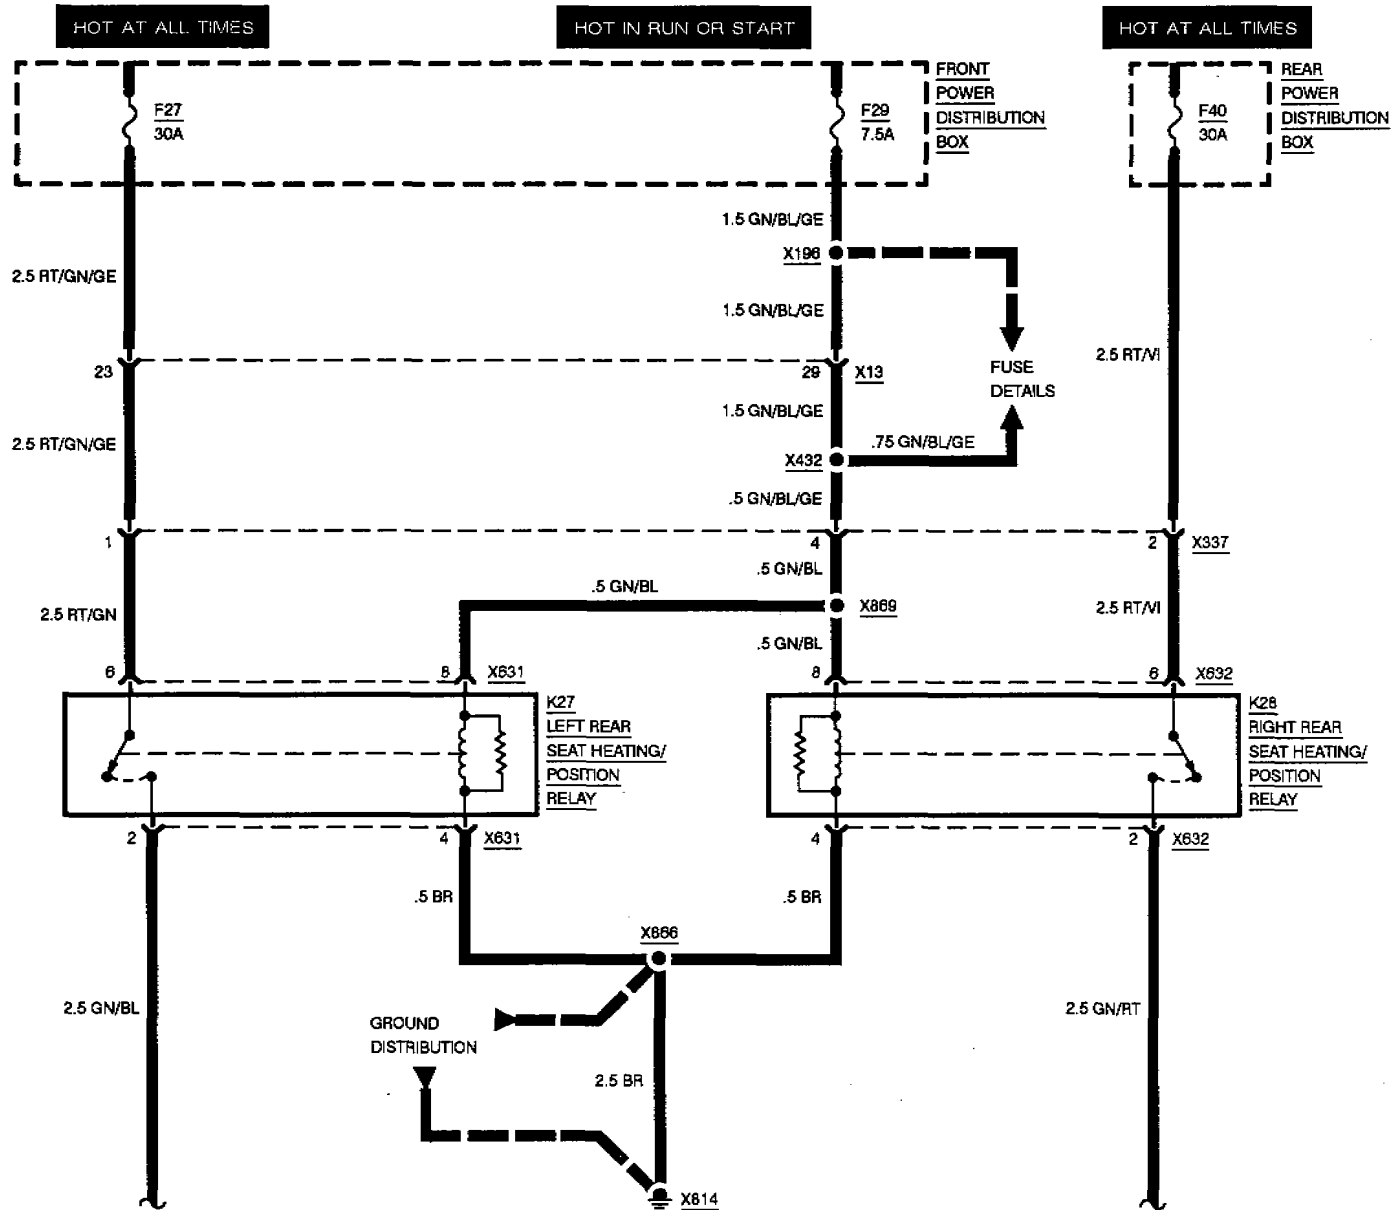 HOT AT ALL TIMES
HOT IN RUN OR START
HOT AT ALL TIMES
F27
30A
F29
7.5A
FRONT
POWER
DISTRIBUTION
BOX
F40
30A
REAR
POWER
DISTRIBUTION
BOX
1.5 GN/BL/GE
X196
2.5 RT/GN/GE
1.5 GN/BL/GE
2.5 RT/VI
FUSE
DETAILS
23
29
X13
1.5 GN/BL/GE
2.5 RT/GN/GE
.75 GN/BL/GE
X432
.5 GN/BL/GE
1
4
2
X337
.5 GN/BL
.5 GN/BL
X869
2.5 RT/GN
2.5 RT/VI
.5 GN/BL
6
8
X631
8
6
X632
K27
LEFT REAR
SEAT HEATING/
POSITION
RELAY
K28
RIGHT REAR
SEAT HEATING/
POSITION
RELAY
2
4
X631
4
2
X632
.5 BR
.5 BR
X866
2.5 GN/BL
2.5 GN/RT
GROUND
DISTRIBUTION
2.5 BR
X814